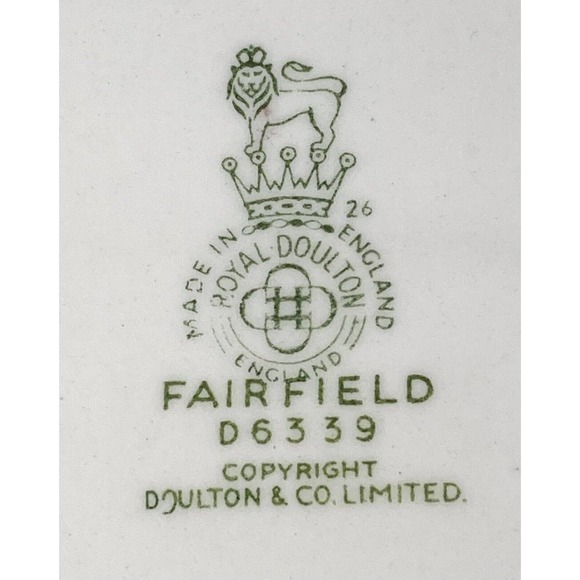 26
MADE IN ENGLAND
ROYAL·DOULTON
ENGLAND
FAIRFIELD
D6339
COPYRIGHT
DOULTON & CO. LIMITED.